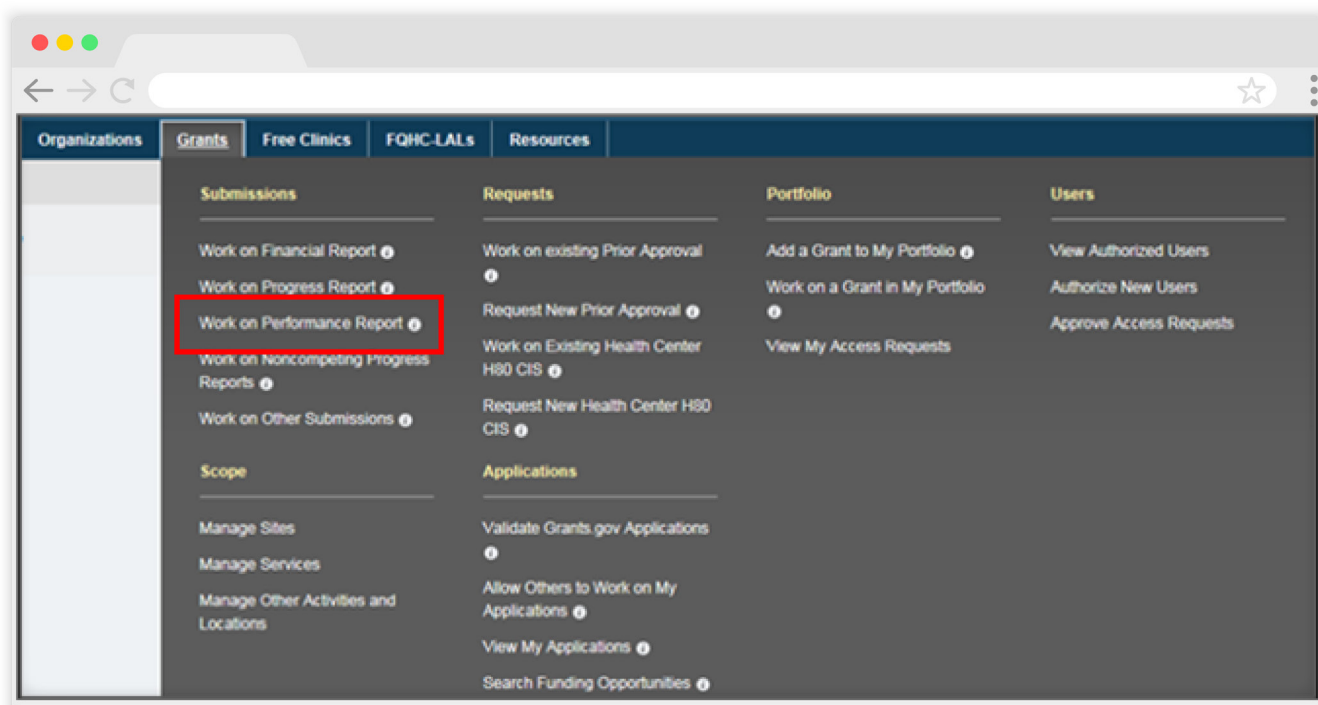 Organizations Grants Free Clinics FQHC-LALs Resources
Submissions
Work on Financial Report
Work on Progress Report
Work on Performance Report
Work on Noncompeting Progress
Reports
Work on Other Submissions
Requests
Work on existing Prior Approval
Request New Prior Approval
Work on Existing Health Center
H80 CIS
Request New Health Center H80
CIS
Portfolio
Add a Grant to My Portfolio
Work on a Grant in My Portfolio
View My Access Requests
Users
View Authorized Users
Authorize New Users
Approve Access Requests
Scope
Manage Sites
Manage Services
Manage Other Activities and
Locations
Applications
Validate Grants.gov Applications
Allow Others to Work on My
Applications
View My Applications
Search Funding Opportunities